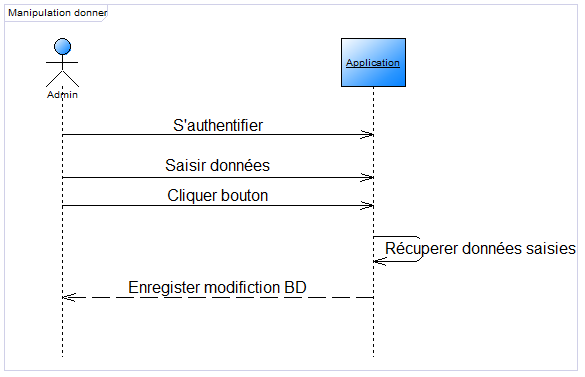 Manipulation donner
Admin
Application
S'authentifier
Saisir données
Cliquer bouton
Récuperer données saisies
Enregister modifiction BD